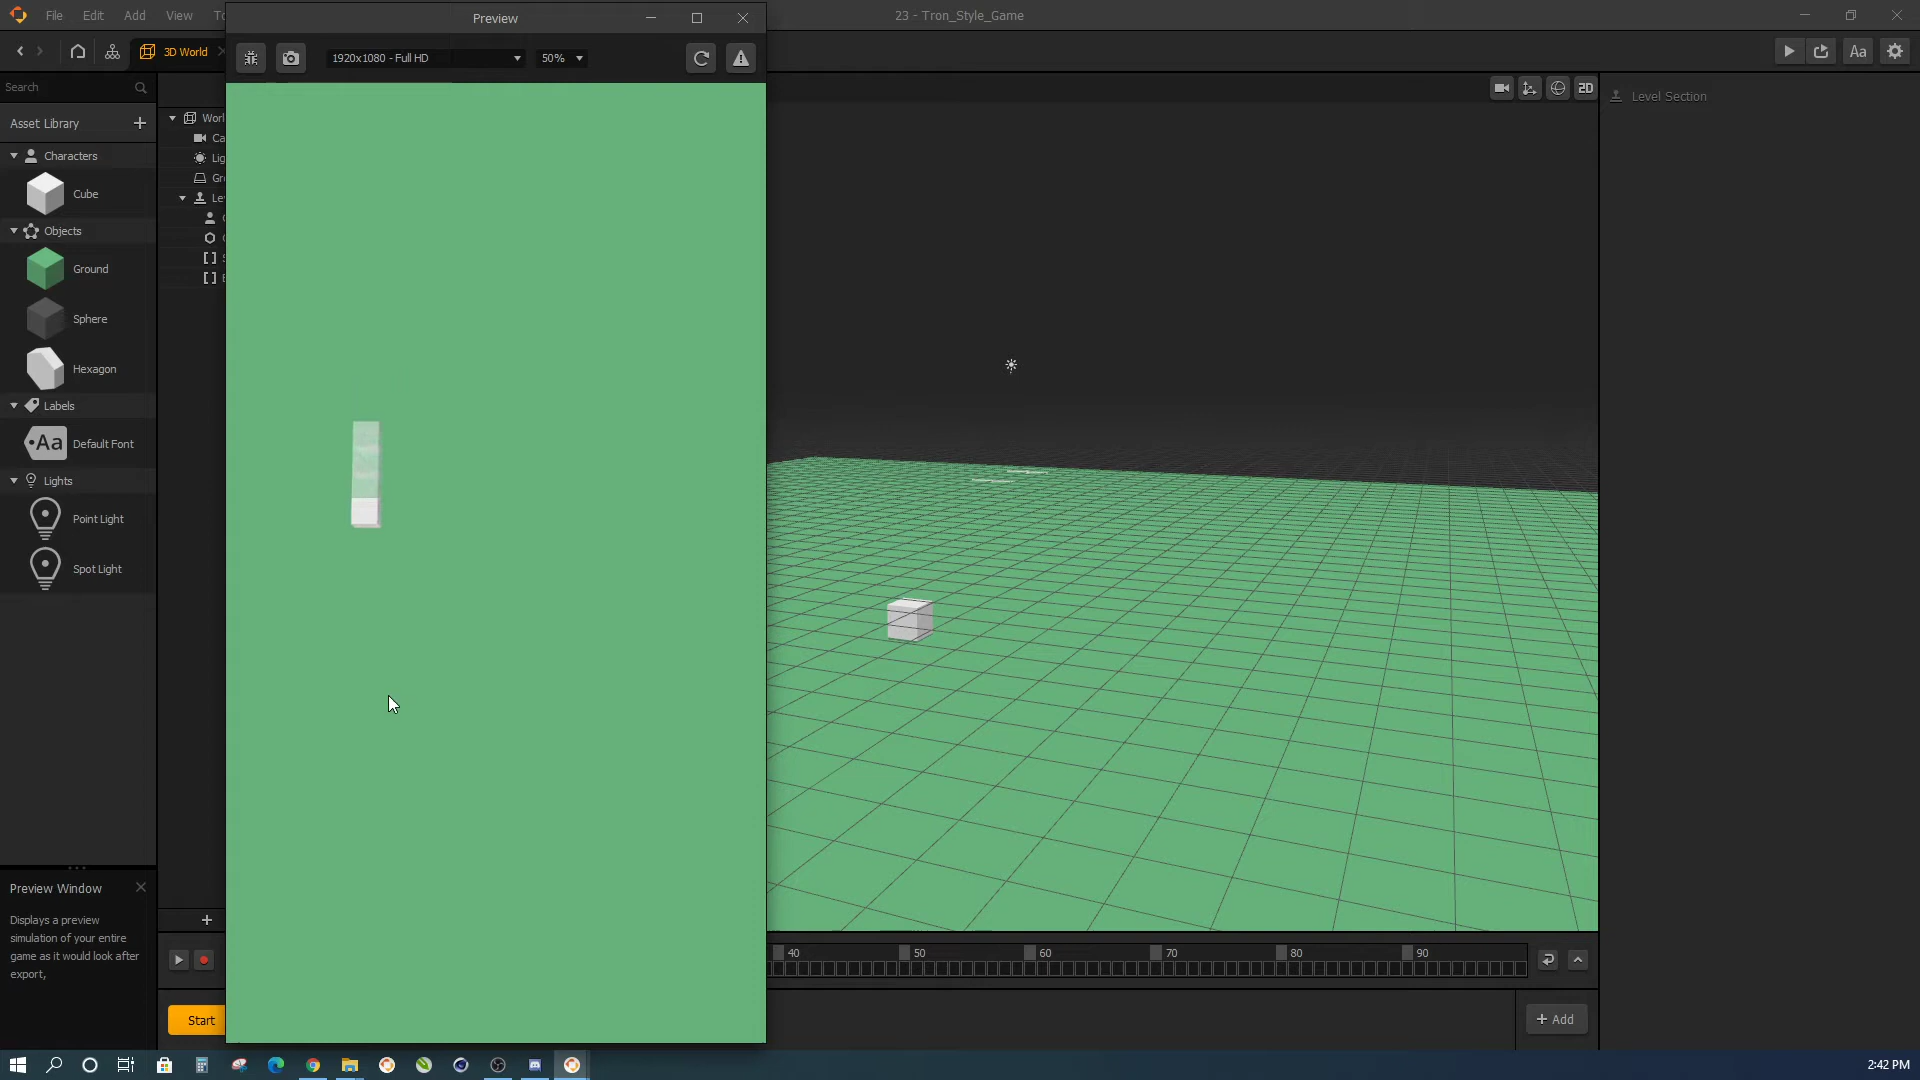 File
Edit
Add
View
23 - Tron_Style_Game
Preview
3D World
1920x1080 - Full HD
50%
Aa
Search
2D
Level Section
Asset Library
Characters
Cube
Objects
Ground
Sphere
Hexagon
Labels
Aa
Default Font
Lights
Point Light
Spot Light
Preview Window
Displays a preview
simulation of your entire
game as it would look after
export,
40
50
60
70
80
90
Start
Add
2:42 PM